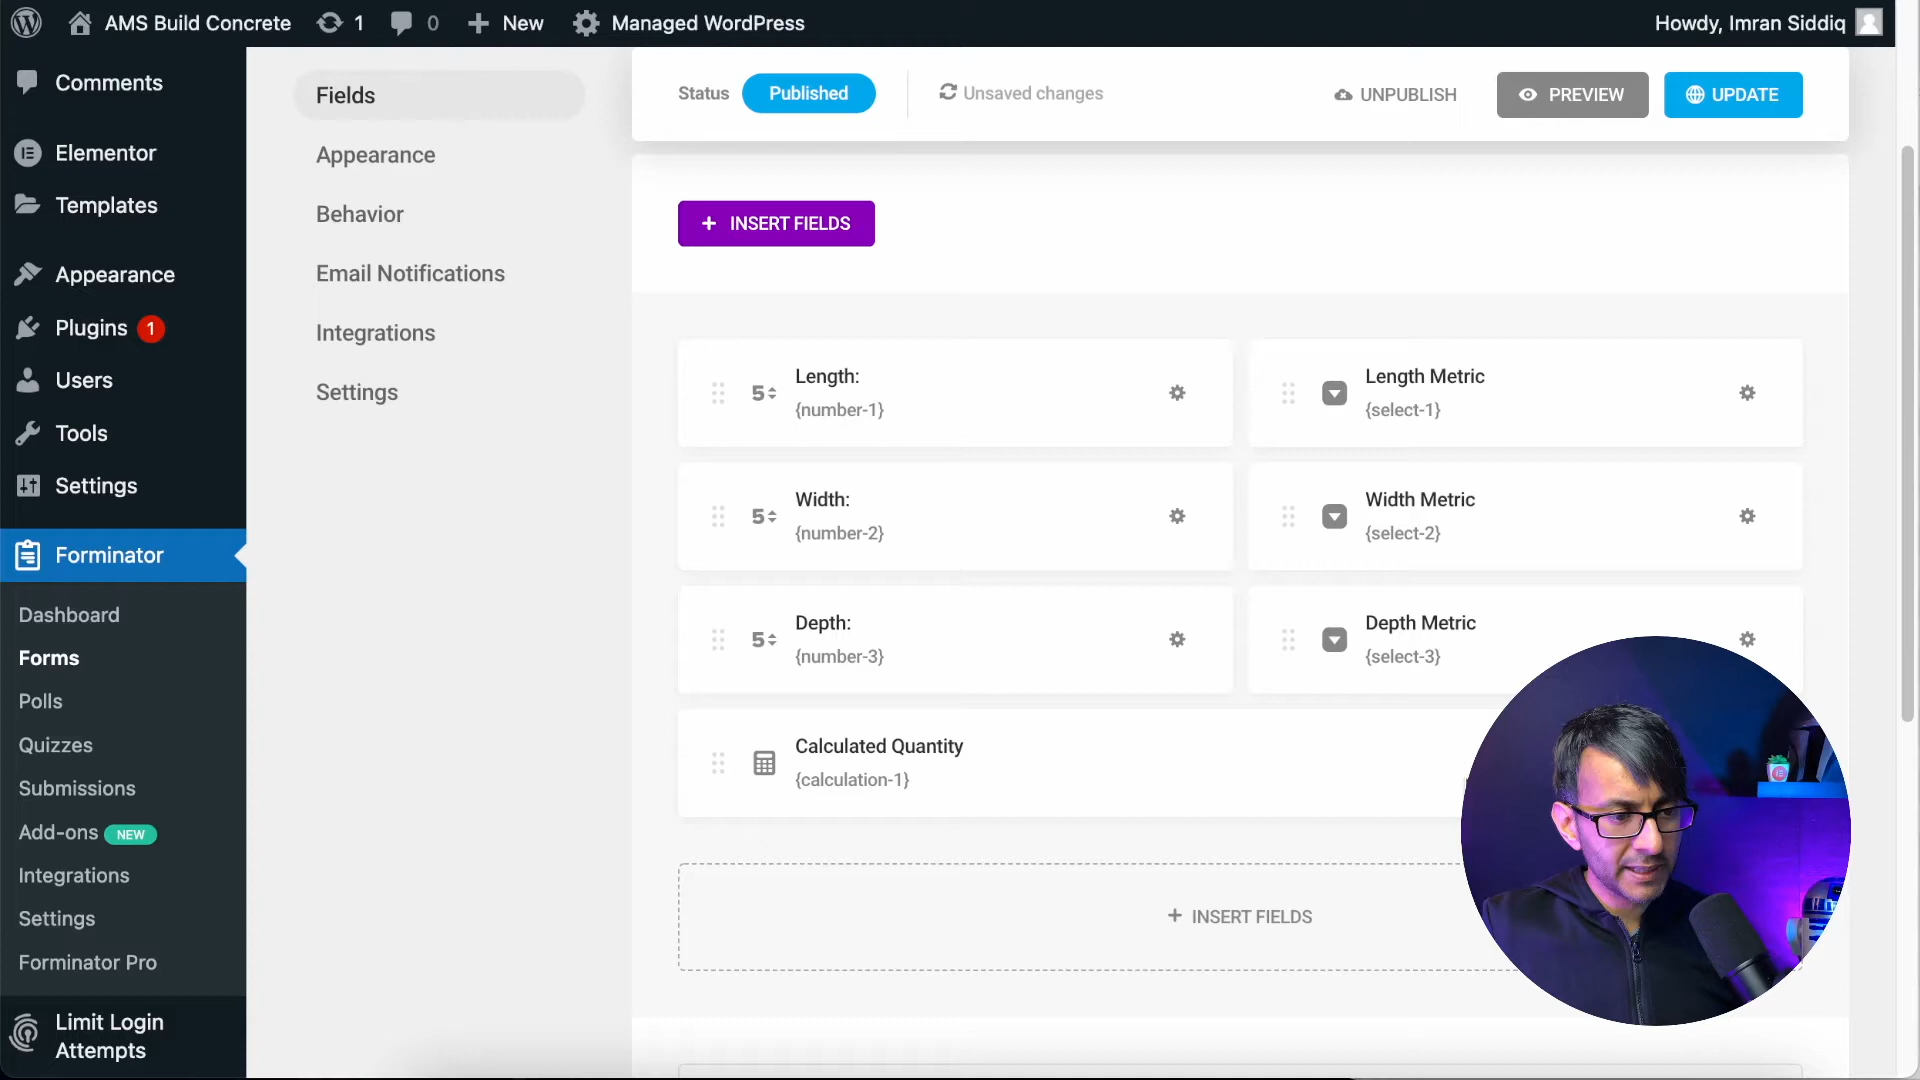 AMS Build Concrete
1
0
New
Managed WordPress
Howdy, Imran Siddiq
Comments
Elementor
Templates
Appearance
Plugins 1
Users
Tools
Settings
Forminator
Dashboard
Forms
Polls
Quizzes
Submissions
Add-ons NEW
Integrations
Settings
Forminator Pro
Limit Login
Attempts
Fields
Appearance
Behavior
Email Notifications
Integrations
Settings
Status
Published
Unsaved changes
UNPUBLISH
PREVIEW
UPDATE
+ INSERT FIELDS
5
Length:
{number-1}
Length Metric
{select-1}
5
Width:
{number-2}
Width Metric
{select-2}
5
Depth:
{number-3}
Depth Metric
{select-3}
Calculated Quantity
{calculation-1}
+ INSERT FIELDS